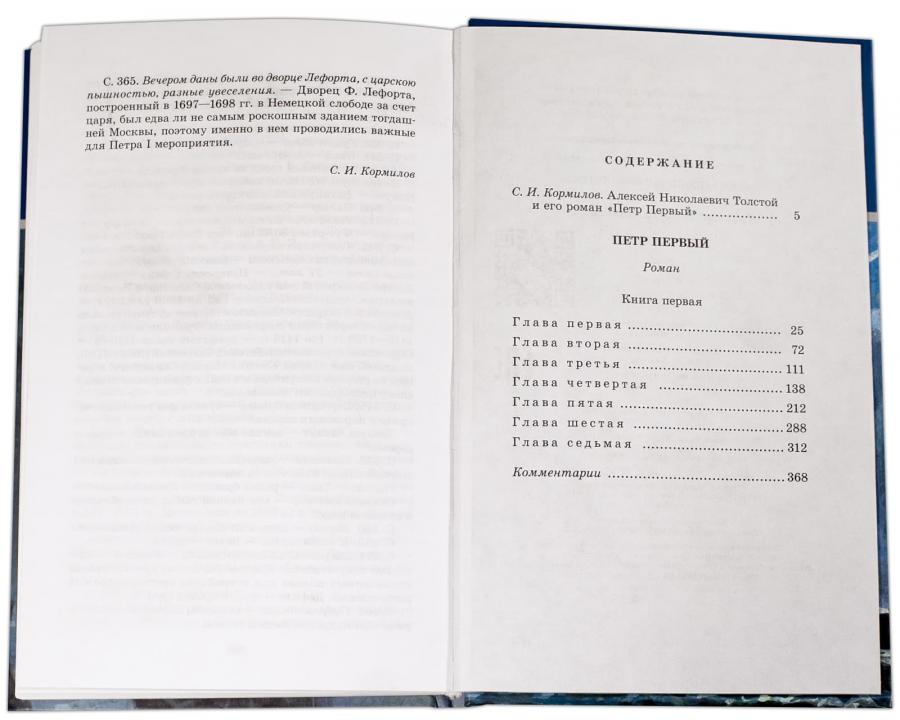 С. 365. Вечером даны были во дворце Лефорта, с царскою
пышностью, разные увеселения. — Дворец Ф. Лефорта,
построенный в 1697—1698 гг. в Немецкой слободе за счет
царя, был едва ли не самым роскошным зданием тогдаш-
ней Москвы, поэтому именно в нем проводились важные
для Петра I мероприятия.
С. И. Кормилов
СОДЕРЖАНИЕ
С. И. Кормилов. Алексей Николаевич Толстой
и его роман «Петр Первый» .................. 5
ПЕТР ПЕРВЫЙ
Роман
Книга первая
Глава первая .................................... 25
Глава вторая .................................... 72
Глава третья .................................... 111
Глава четвертая .............................. 138
Глава пятая ...................................... 212
Глава шестая .................................... 288
Глава седьмая .................................. 312
Комментарии .......................................... 368